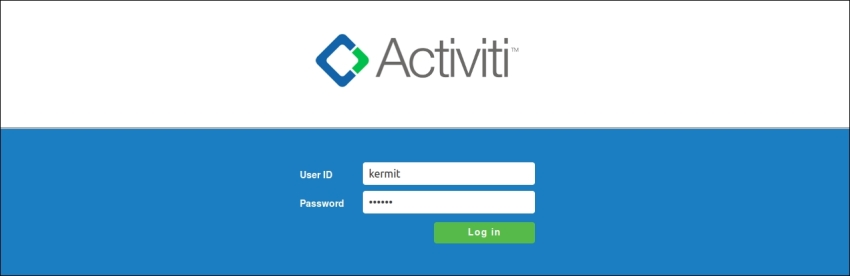 Activiti™
User ID kermit
Password ••••••
Log in